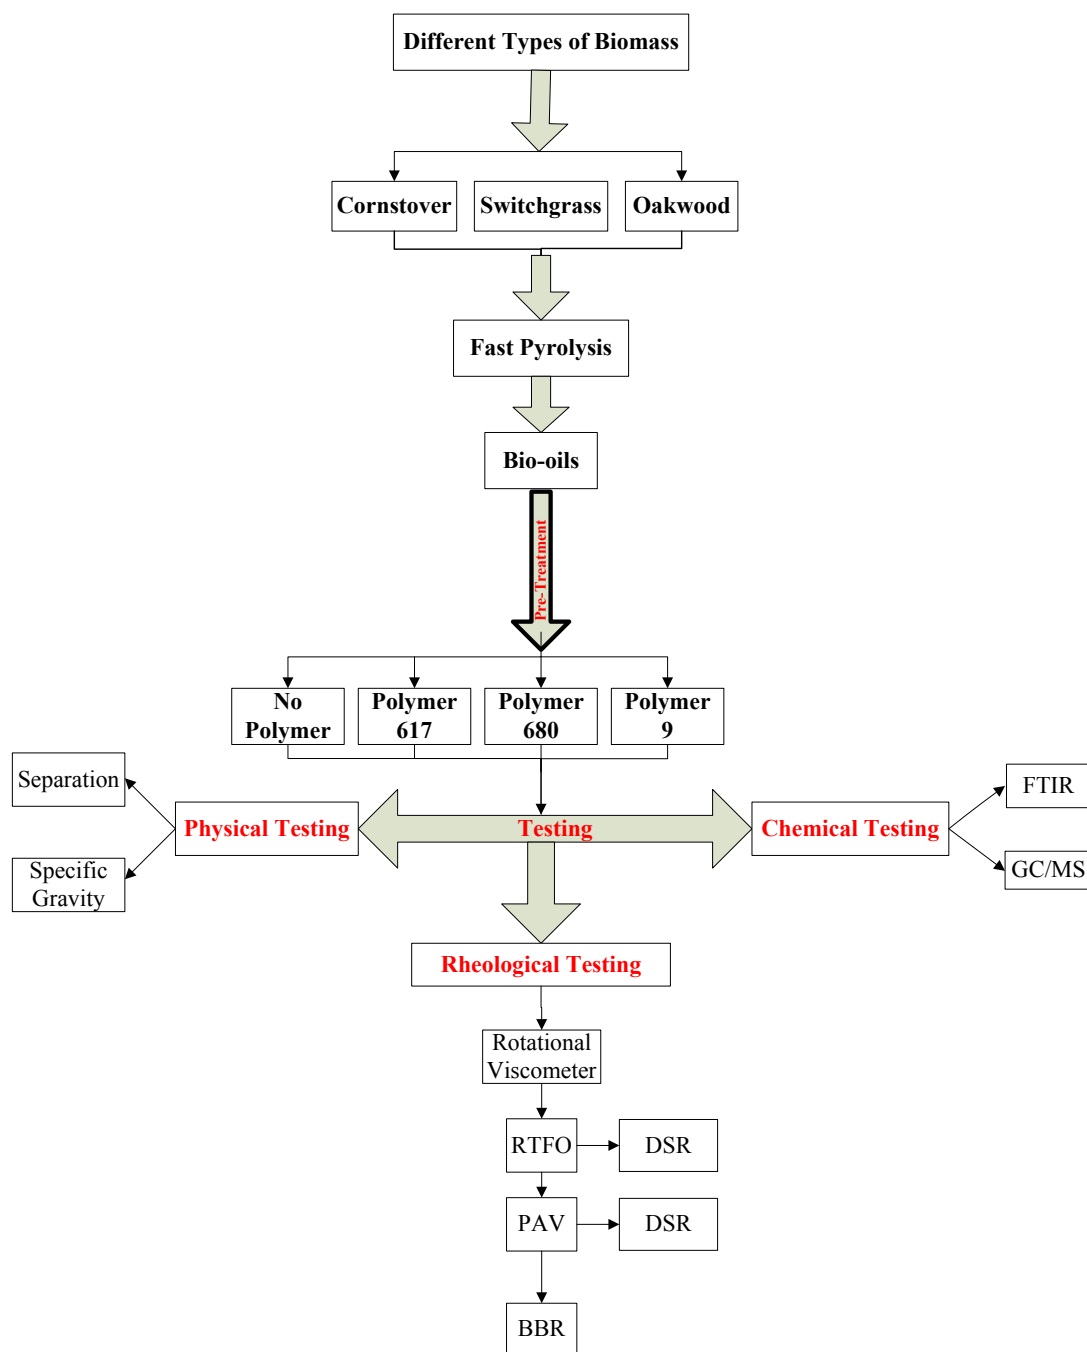 Different Types of Biomass
Cornstover
Switchgrass
Oakwood
Fast Pyrolysis
Bio-oils
Pre-Treatment
No
Polymer
Polymer
617
Polymer
680
Polymer
9
Separation
Specific
Gravity
Physical Testing
Testing
Chemical Testing
FTIR
GC/MS
Rheological Testing
Rotational
Viscometer
RTFO
DSR
PAV
DSR
BBR